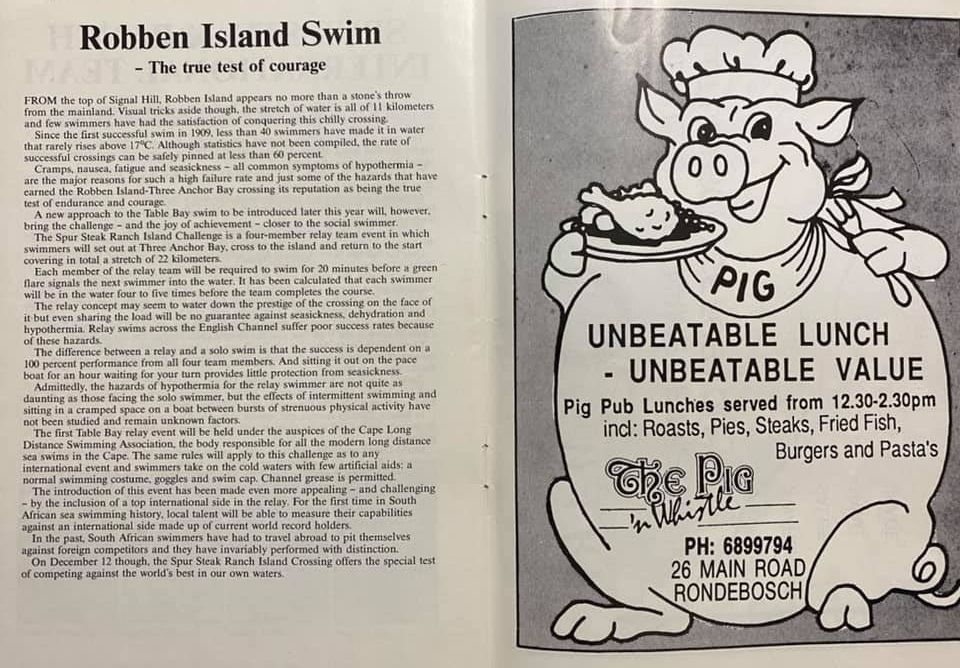 Robben Island Swim
– The true test of courage
FROM the top of Signal Hill, Robben Island appears no more than a stone's throw
from the mainland. Visual tricks aside though, the stretch of water is all of 11 kilometers
and few swimmers have had the satisfaction of conquering this chilly crossing.
Since the first successful swim in 1909, less than 40 swimmers have made it in water
that rarely rises above 17°C. Although statistics have not been compiled, the rate of
successful crossings can be safely pinned at less than 60 percent.
Cramps, nausea, fatigue and seasickness – all common symptoms of hypothermia –
are the major reasons for such a high failure rate and just some of the hazards that have
earned the Robben Island-Three Anchor Bay crossing its reputation as being the true
test of endurance and courage.
A new approach to the Table Bay swim to be introduced later this year will, however,
bring the challenge – and the joy of achievement – closer to the social swimmer.
The Spur Steak Ranch Island Challenge is a four-member relay team event in which
swimmers will set out at Three Anchor Bay, cross to the island and return to the start
covering in total a stretch of 22 kilometers.
Each member of the relay team will be required to swim for 20 minutes before a green
flare signals the next swimmer into the water. It has been calculated that each swimmer
will be in the water four to five times before the team completes the course.
The relay concept may seem to water down the prestige of the crossing on the face of
it but even sharing the load will be no guarantee against seasickness, dehydration and
hypothermia. Relay swims across the English Channel suffer poor success rates because
of these hazards.
The difference between a relay and a solo swim is that the success is dependent on a
100 percent performance from all four team members. And sitting it out on the pace
boat for an hour waiting for your turn provides little protection from seasickness.
Admittedly, the hazards of hypothermia for the relay swimmer are not quite as
daunting as those facing the solo swimmer, but the effects of intermittent swimming and
sitting in a cramped space on a boat between bursts of strenuous physical activity have
not been studied and remain unknown factors.
The first Table Bay relay event will be held under the auspices of the Cape Long
Distance Swimming Association, the body responsible for all the modern long distance
sea swims in the Cape. The same rules will apply to this challenge as to any
international event and swimmers take on the cold waters with few artificial aids: a
normal swimming costume, goggles and swim cap. Channel grease is permitted.
The introduction of this event has been made even more appealing – and challenging
– by the inclusion of a top international side in the relay. For the first time in South
African sea swimming history, local talent will be able to measure their capabilities
against an international side made up of current world record holders.
In the past, South African swimmers have had to travel abroad to pit themselves
against foreign competitors and they have invariably performed with distinction.
On December 12 though, the Spur Steak Ranch Island Crossing offers the special test
of competing against the world's best in our own waters.
PIG
UNBEATABLE LUNCH
- UNBEATABLE VALUE
Pig Pub Lunches served from 12.30-2.30pm
incl: Roasts, Pies, Steaks, Fried Fish,
Burgers and Pasta's
The Pig
'n Whistle
PH: 6899794
26 MAIN ROAD
RONDEBOSCH